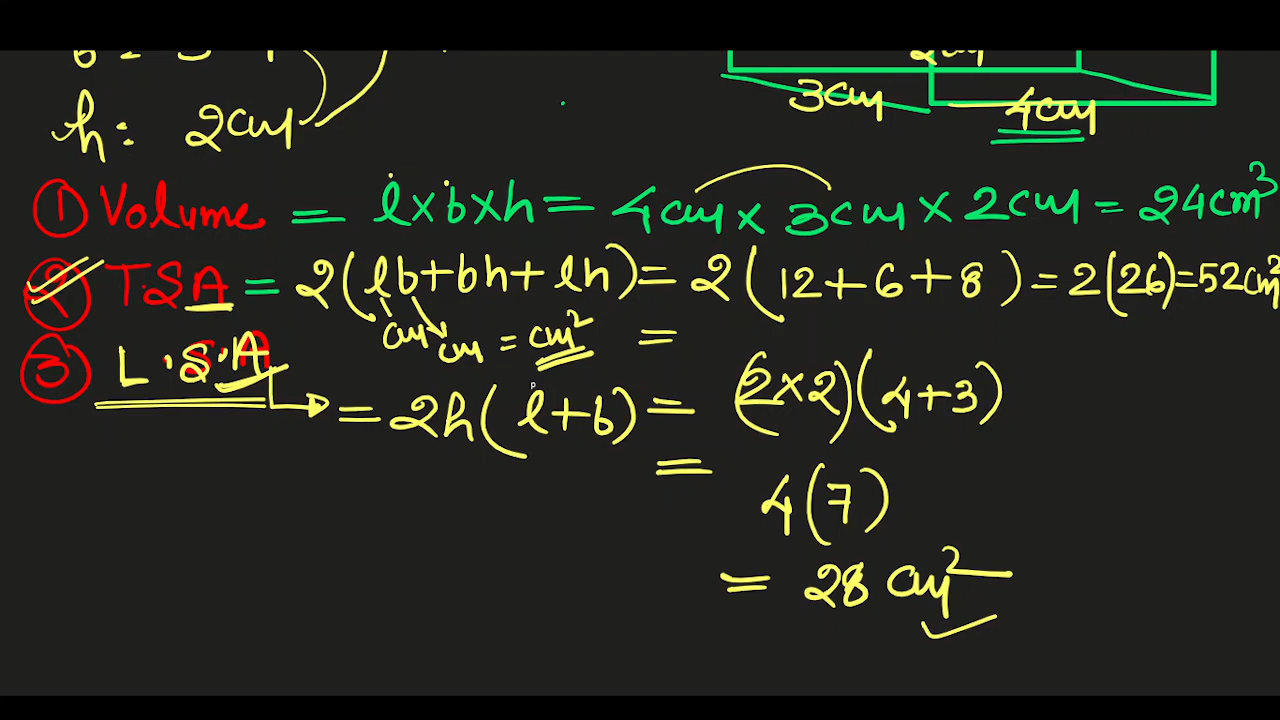 2cm
3cm
h: 2cm
4cm
① Volume = l×b×h = 4cm × 3cm × 2cm = 24cm³
② T.S.A = 2(lb+bh+lh) = 2(12+6+8) = 2(26) = 52cm²
cm cm = cm² =
③ L.S.A
= 2h(l+b) = (2×2)(4+3)
= 4(7)
= 28 cm²